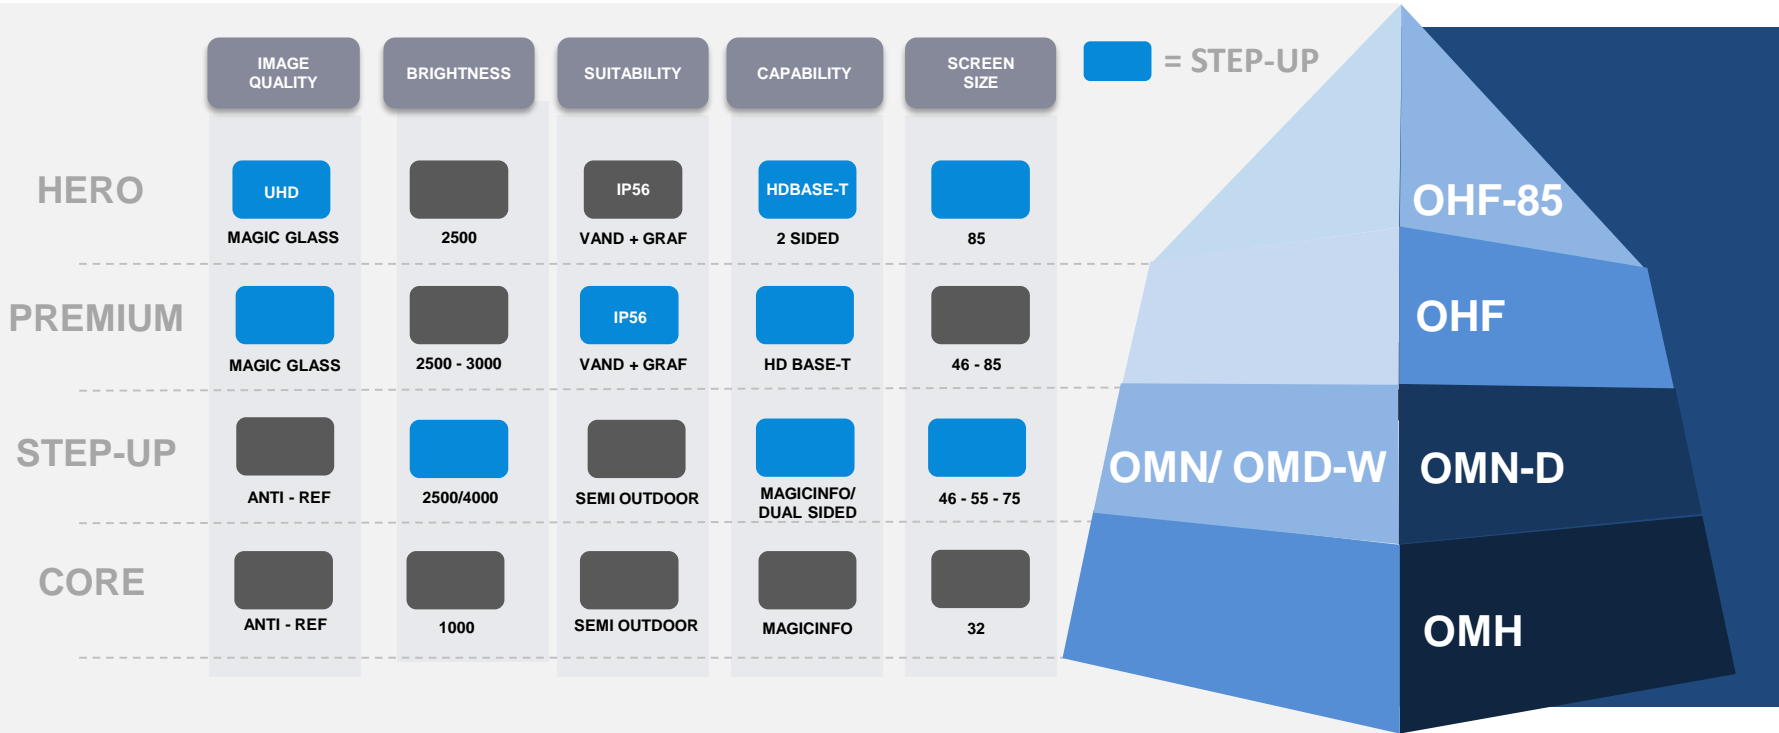 IMAGE
QUALITY
BRIGHTNESS
SUITABILITY
CAPABILITY
SCREEN
SIZE
= STEP-UP
HERO
UHD
IP56
HDBASE-T
MAGIC GLASS
2500
VAND + GRAF
2 SIDED
85
OHF-85
PREMIUM
IP56
MAGIC GLASS
2500 - 3000
VAND + GRAF
HD BASE-T
46 - 85
OHF
STEP-UP
ANTI - REF
2500/4000
SEMI OUTDOOR
MAGICINFO/
DUAL SIDED
46 - 55 - 75
OMN/ OMD-W
OMN-D
CORE
ANTI - REF
1000
SEMI OUTDOOR
MAGICINFO
32
OMH